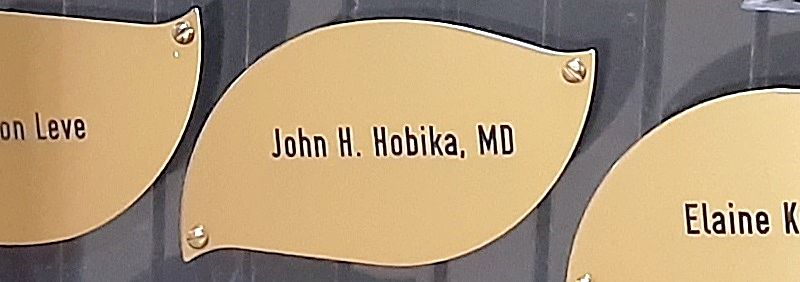 on Leve
John H. Hobika, MD
Elaine K